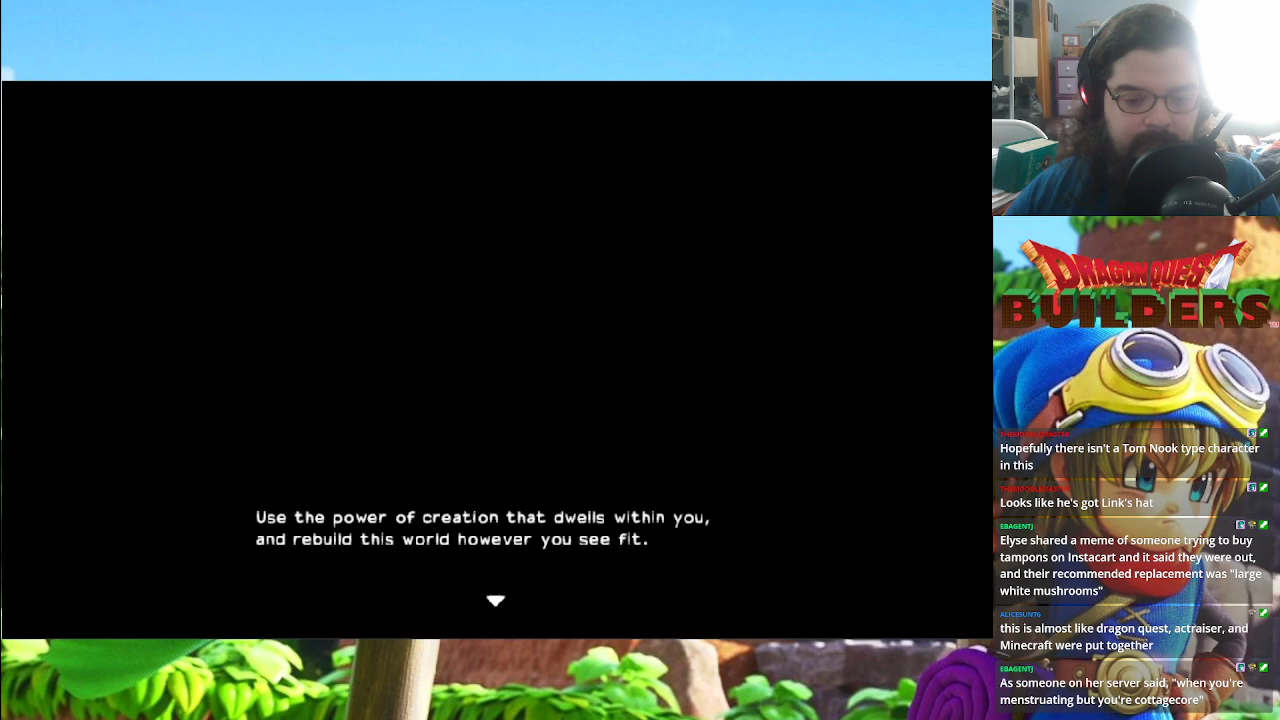 Use the power of creation that dwells within you,
and rebuild this world however you see fit.
DRAGON QUEST
BUILDERS
TM
Hopefully there isn't a Tom Nook type character
in this
Looks like he's got Link's hat
EBAGENTJ
Elyse shared a meme of someone trying to buy
tampons on Instacart and it said they were out,
and their recommended replacement was "large
white mushrooms"
ALICESUN76
this is almost like dragon quest, actraiser, and
Minecraft were put together
EBAGENTJ
As someone on her server said, "when you're
menstruating but you're cottagecore"